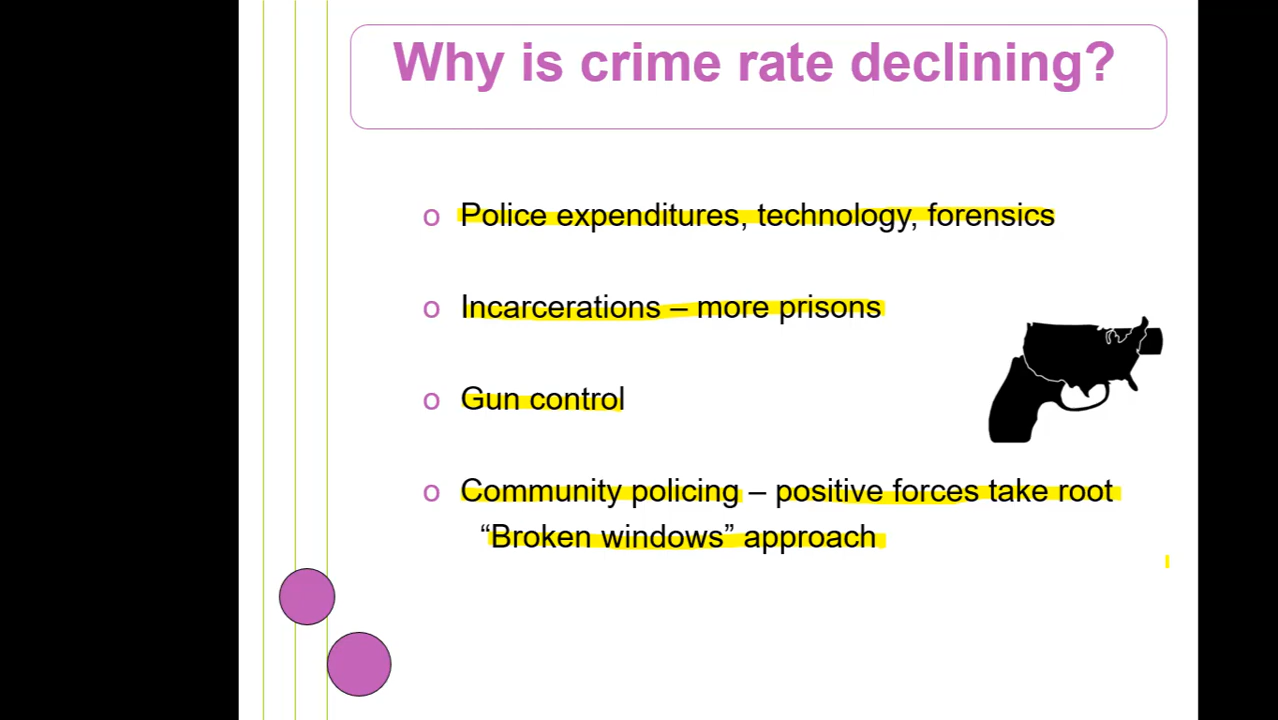 Why is crime rate declining?
o Police expenditures, technology, forensics
o Incarcerations – more prisons
o Gun control
o Community policing – positive forces take root
“Broken windows” approach